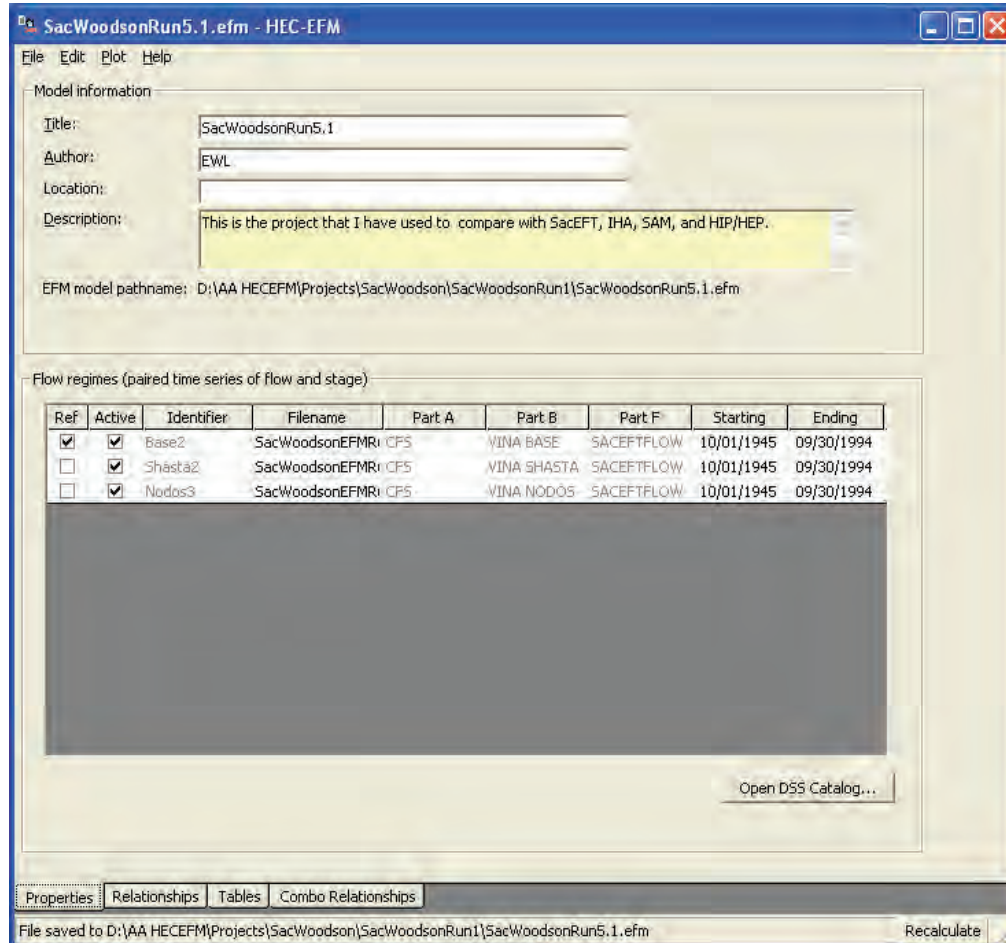 SacWoodsonRun5.1.efm - HEC-EFM
File Edit Plot Help
Model information
Title: SacWoodsonRun5.1
Author: EWL
Location:
Description: This is the project that I have used to compare with SacEFT, IHA, SAM, and HIP/HEP.
EFM model pathname: D:\AA HECEFM\Projects\SacWoodson\SacWoodsonRun1\SacWoodsonRun5.1.efm
Flow regimes (paired time series of flow and stage)
Ref Active Identifier Filename Part A Part B Part F Starting Ending
Base2 SacWoodsonEFMR CFS VINA BASE SACEFTFLOW 10/01/1945 09/30/1994
Shasta2 SacWoodsonEFMR CFS VINA SHASTA SACEFTFLOW 10/01/1945 09/30/1994
Nodos3 SacWoodsonEFMR CFS VINA NODOS SACEFTFLOW 10/01/1945 09/30/1994
Open DSS Catalog...
Properties Relationships Tables Combo Relationships
File saved to D:\AA HECEFM\Projects\SacWoodson\SacWoodsonRun1\SacWoodsonRun5.1.efm Recalculate